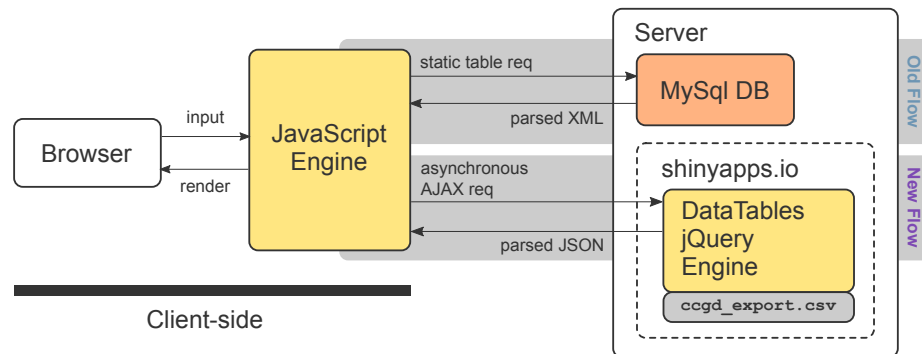 Server
static table req
MySql DB
Old Flow
parsed XML
input
Browser
JavaScript
Engine
render
asynchronous
AJAX req
shinyapps.io
New Flow
DataTables
jQuery
Engine
parsed JSON
ccgd_export.csv
Client-side